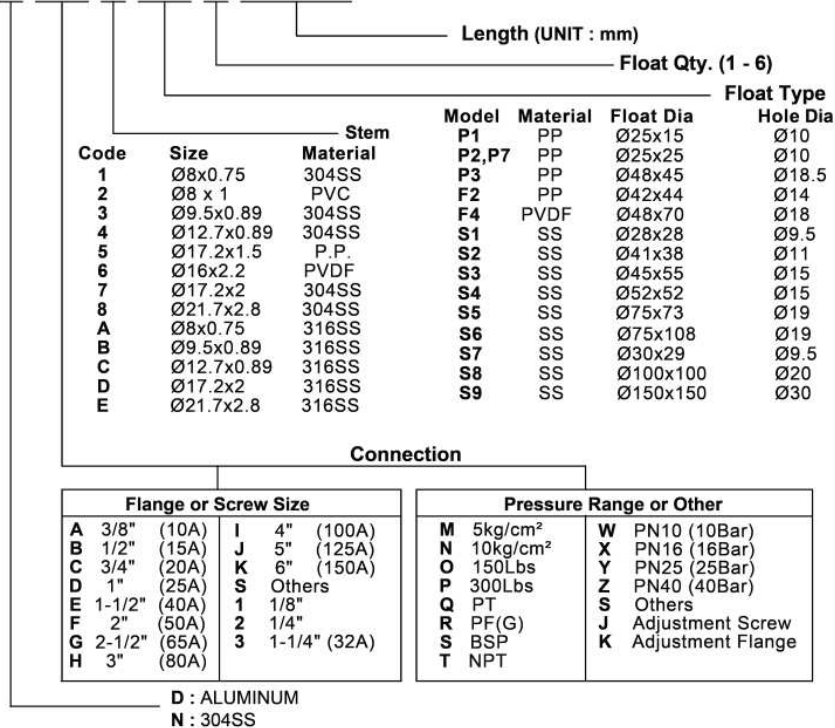 Length (UNIT : mm)
Float Qty. (1 - 6)
Float Type
Model Material Float Dia Hole Dia
P1 PP Ø25x15 Ø10
P2,P7 PP Ø25x25 Ø10
P3 PP Ø48x45 Ø18.5
F2 PP Ø42x44 Ø14
F4 PVDF Ø48x70 Ø18
S1 SS Ø28x28 Ø9.5
S2 SS Ø41x38 Ø11
S3 SS Ø45x55 Ø15
S4 SS Ø52x52 Ø15
S5 SS Ø75x73 Ø19
S6 SS Ø75x108 Ø19
S7 SS Ø30x29 Ø9.5
S8 SS Ø100x100 Ø20
S9 SS Ø150x150 Ø30
Stem
Code Size Material
1 Ø8x0.75 304SS
2 Ø8 x 1 PVC
3 Ø9.5x0.89 304SS
4 Ø12.7x0.89 304SS
5 Ø17.2x1.5 P.P.
6 Ø16x2.2 PVDF
7 Ø17.2x2 304SS
8 Ø21.7x2.8 304SS
A Ø8x0.75 316SS
B Ø9.5x0.89 316SS
C Ø12.7x0.89 316SS
D Ø17.2x2 316SS
E Ø21.7x2.8 316SS
Connection
Flange or Screw Size
A 3/8" (10A)
B 1/2" (15A)
C 3/4" (20A)
D 1" (25A)
E 1-1/2" (40A)
F 2" (50A)
G 2-1/2" (65A)
H 3" (80A)
I 4" (100A)
J 5" (125A)
K 6" (150A)
S Others
1 1/8"
2 1/4"
3 1-1/4" (32A)
Pressure Range or Other
M 5kg/cm²
N 10kg/cm²
O 150Lbs
P 300Lbs
Q PT
R PF(G)
S BSP
T NPT
W PN10 (10Bar)
X PN16 (16Bar)
Y PN25 (25Bar)
Z PN40 (40Bar)
S Others
J Adjustment Screw
K Adjustment Flange
D : ALUMINUM
N : 304SS